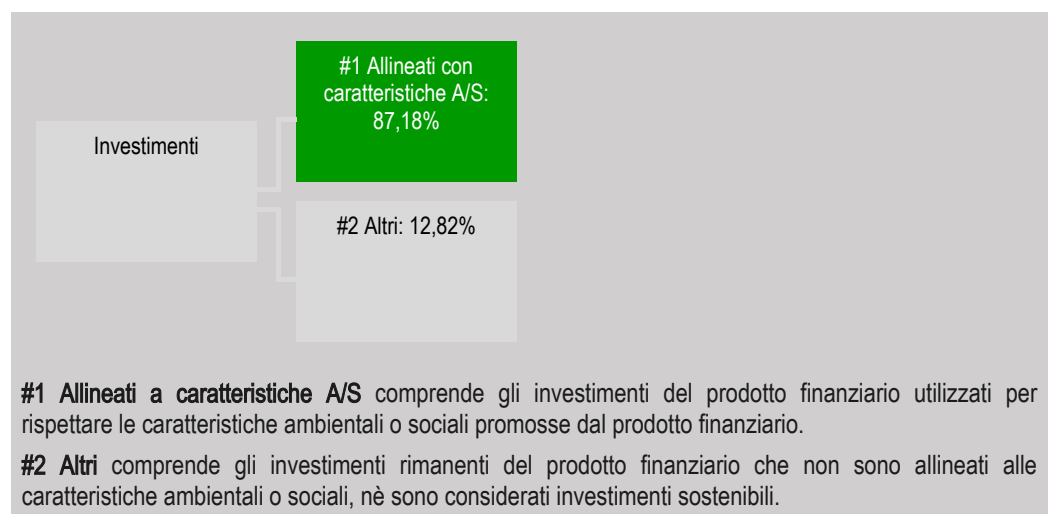 #1 Allineati con
caratteristiche A/S:
87,18%
Investimenti
#2 Altri: 12,82%
#1 Allineati a caratteristiche A/S comprende gli investimenti del prodotto finanziario utilizzati per
rispettare le caratteristiche ambientali o sociali promosse dal prodotto finanziario.
#2 Altri comprende gli investimenti rimanenti del prodotto finanziario che non sono allineati alle
caratteristiche ambientali o sociali, nè sono considerati investimenti sostenibili.